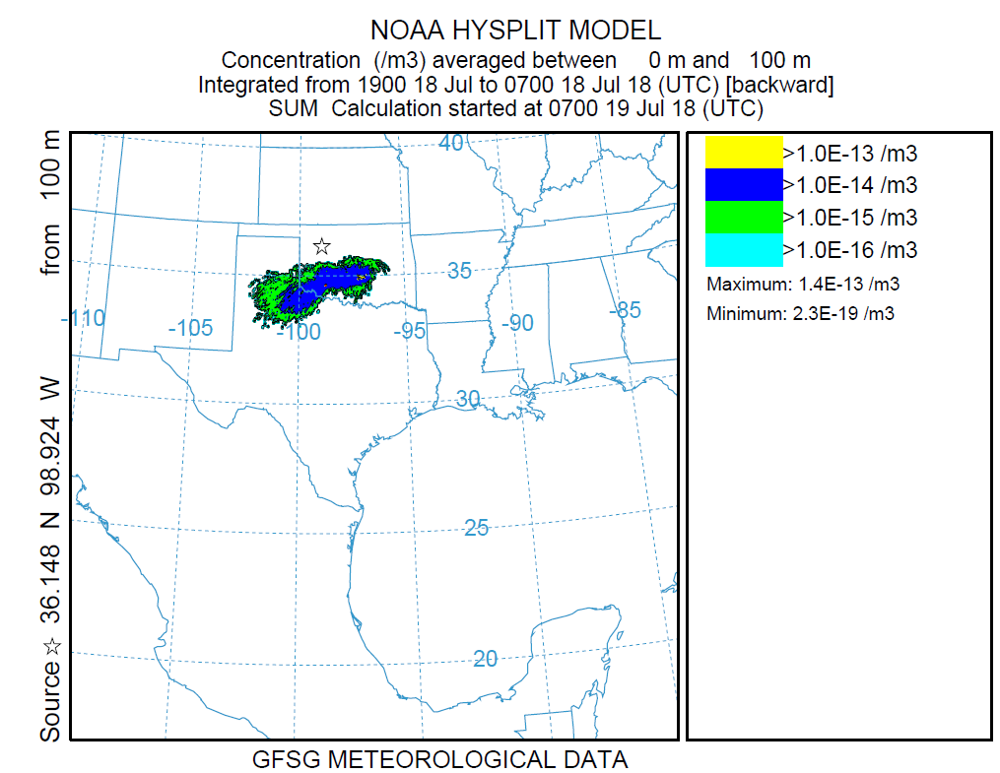 NOAA HYSPLIT MODEL
Concentration (/m3) averaged between 0 m and 100 m
Integrated from 1900 18 Jul to 0700 18 Jul 18 (UTC) [backward]
SUM Calculation started at 0700 19 Jul 18 (UTC)
Source ☆ 36.148 N 98.924 W from 100 m
40
35
-110
-105
-100
-95
-90
-85
30
25
20
>1.0E-13 /m3
>1.0E-14 /m3
>1.0E-15 /m3
>1.0E-16 /m3
Maximum: 1.4E-13 /m3
Minimum: 2.3E-19 /m3
GFSG METEOROLOGICAL DATA